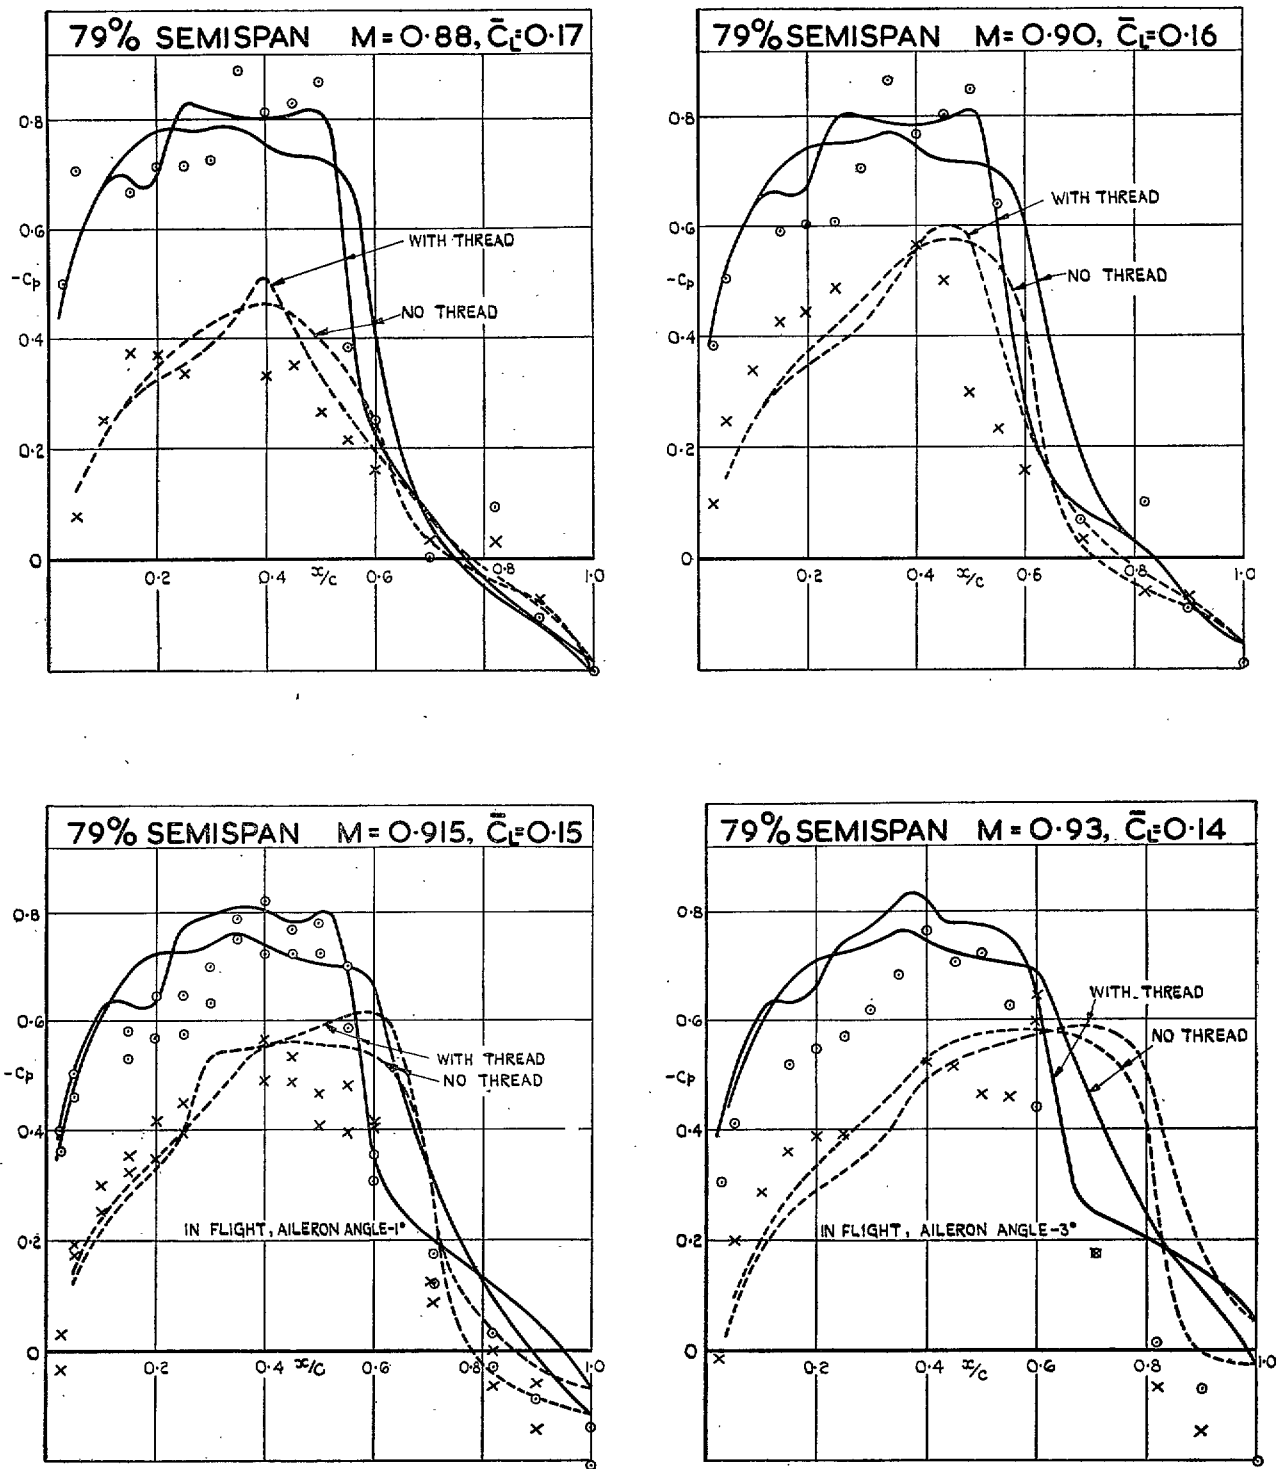 79% SEMISPAN M=0·88, C̄L=0·17
0·8
0·6
-Cp
0·4
0·2
0
0·2
0·4
x/c
0·6
0·8
1·0
WITH THREAD
NO THREAD
79% SEMISPAN M=0·90, C̄L=0·16
0·8
0·6
-Cp
0·4
0·2
0
0·2
0·4
x/c
0·6
0·8
1·0
WITH THREAD
NO THREAD
79% SEMISPAN M=0·915, C̄L=0·15
0·8
0·6
-Cp
0·4
0·2
0
0·2
0·4
x/c
0·6
0·8
1·0
WITH THREAD
NO THREAD
IN FLIGHT, AILERON ANGLE-1°
79% SEMISPAN M=0·93, C̄L=0·14
0·8
0·6
-Cp
0·4
0·2
0
0·2
0·4
x/c
0·6
0·8
1·0
WITH THREAD
NO THREAD
IN FLIGHT, AILERON ANGLE-3°